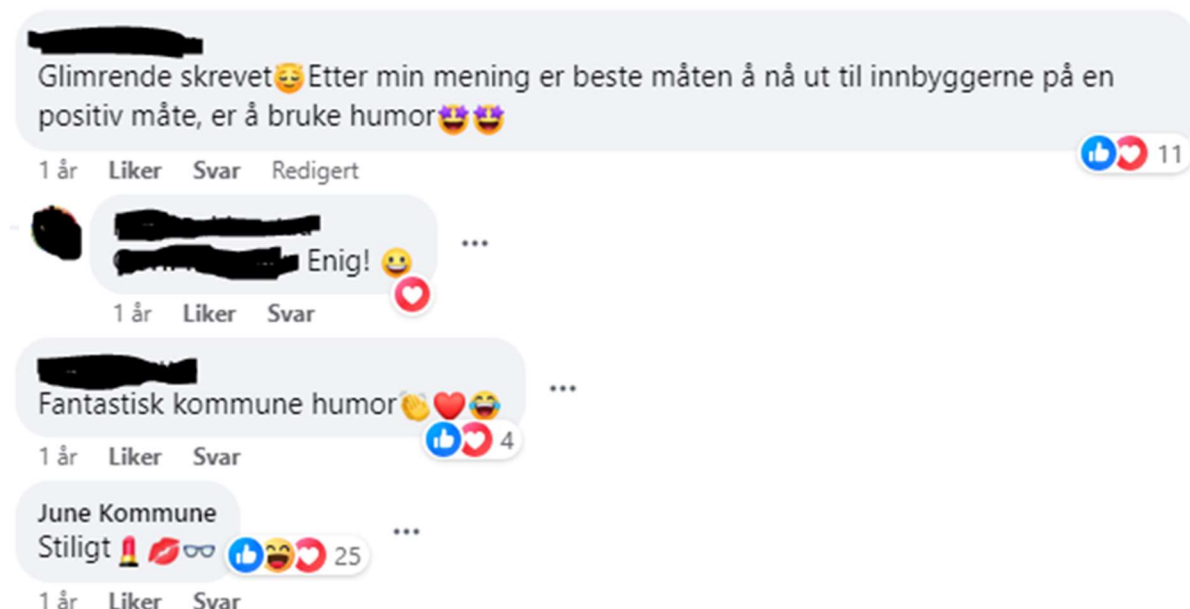 Glimrende skrevet😇Etter min mening er beste måten å nå ut til innbyggerne på en
positiv måte, er å bruke humor🤩🤩
11
1 år Liker Svar Redigert
Enig! 😀
1 år Liker Svar
Fantastisk kommune humor👏❤️😂
4
1 år Liker Svar
June Kommune
Stiligt💄💋👓 25
1 år Liker Svar